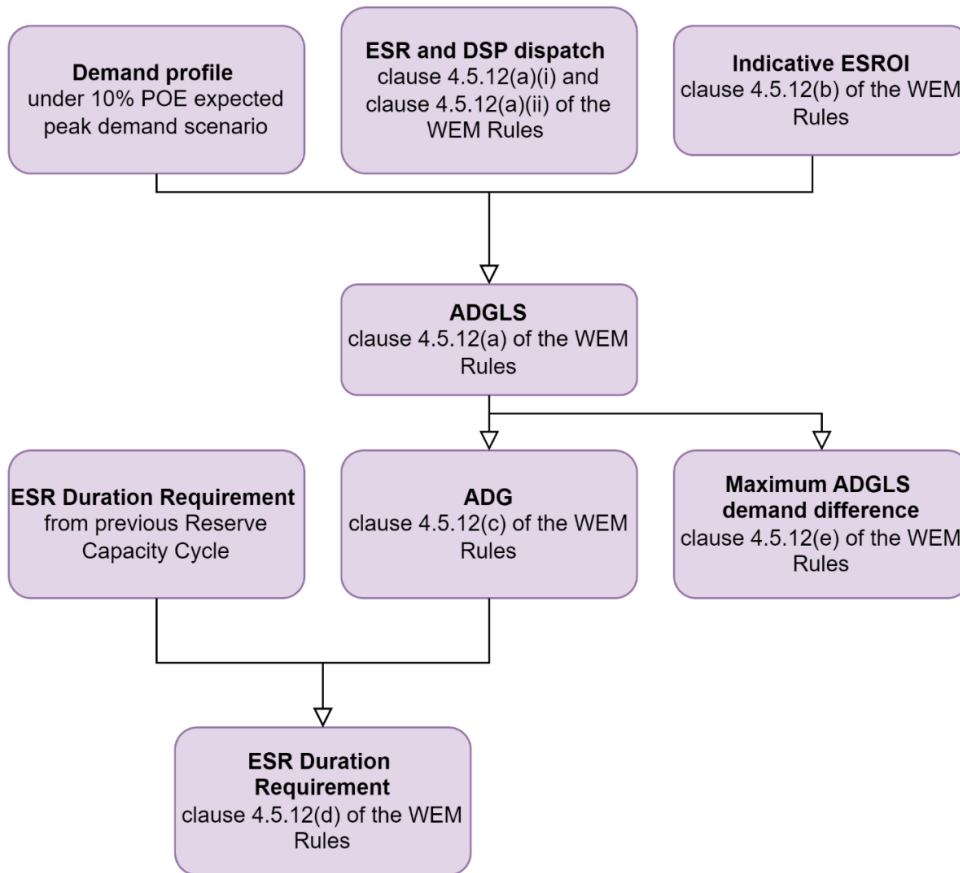 Demand profile
under 10% POE expected
peak demand scenario
ESR and DSP dispatch
clause 4.5.12(a)(i) and
clause 4.5.12(a)(ii) of the
WEM Rules
Indicative ESROI
clause 4.5.12(b) of the WEM
Rules
ADGLS
clause 4.5.12(a) of the WEM
Rules
ESR Duration Requirement
from previous Reserve
Capacity Cycle
ADG
clause 4.5.12(c) of the WEM
Rules
Maximum ADGLS
demand difference
clause 4.5.12(e) of the WEM
Rules
ESR Duration
Requirement
clause 4.5.12(d) of the WEM
Rules